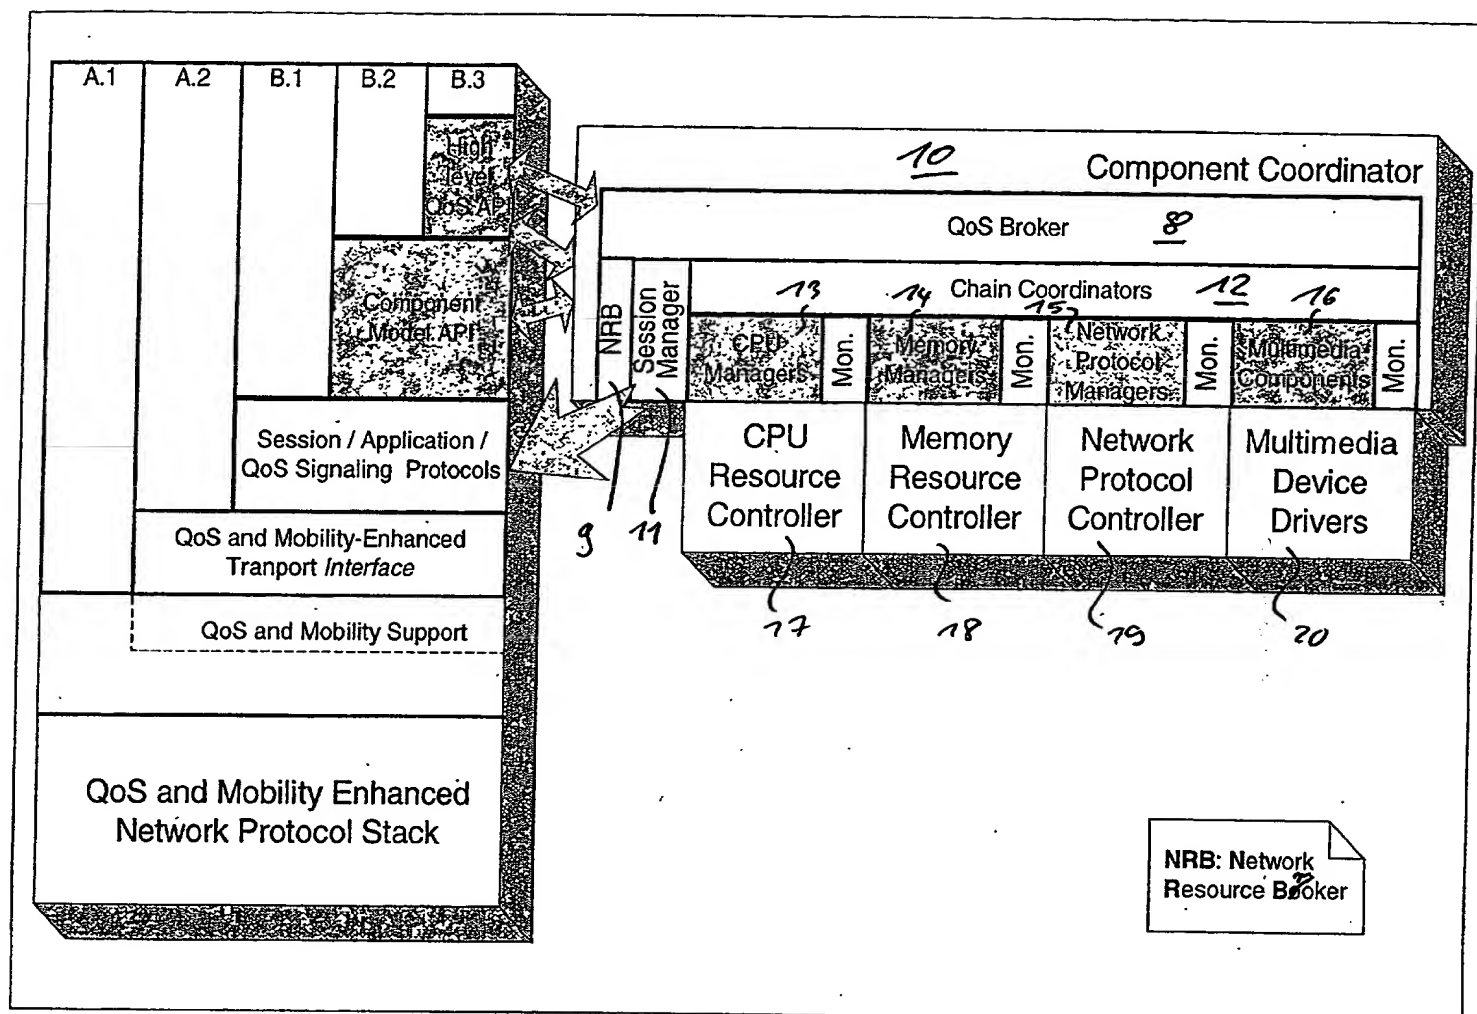 A.1 A.2 B.1 B.2 B.3
High
level
QoS API
Component
Model API
Session / Application /
QoS Signaling Protocols
QoS and Mobility-Enhanced
Tranport Interface
QoS and Mobility Support
QoS and Mobility Enhanced
Network Protocol Stack
10
Component Coordinator
QoS Broker 8
NRB
Session
Manager
Chain Coordinators 12
13
CPU
Managers
Mon.
14
Memory
Managers
Mon.
15
Network
Protocol
Managers
Mon.
16
Multimedia
Components
Mon.
CPU
Resource
Controller
Memory
Resource
Controller
Network
Protocol
Controller
Multimedia
Device
Drivers
9 11 17 18 19 20
NRB: Network
Resource Booker